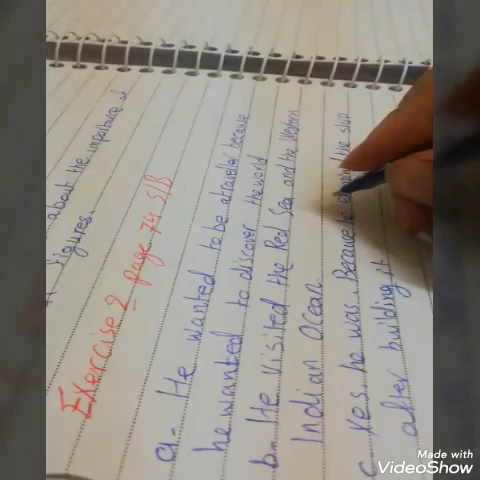 about the importance of
figures.
Exercise 2 page 74 S/B
a- He wanted to be a traveler because
he wanted to discover the world
b- He visited the Red Sea and the Western
Indian Ocean.
c- Yes he was Because he the ship
after building it
Made with
VideoShow